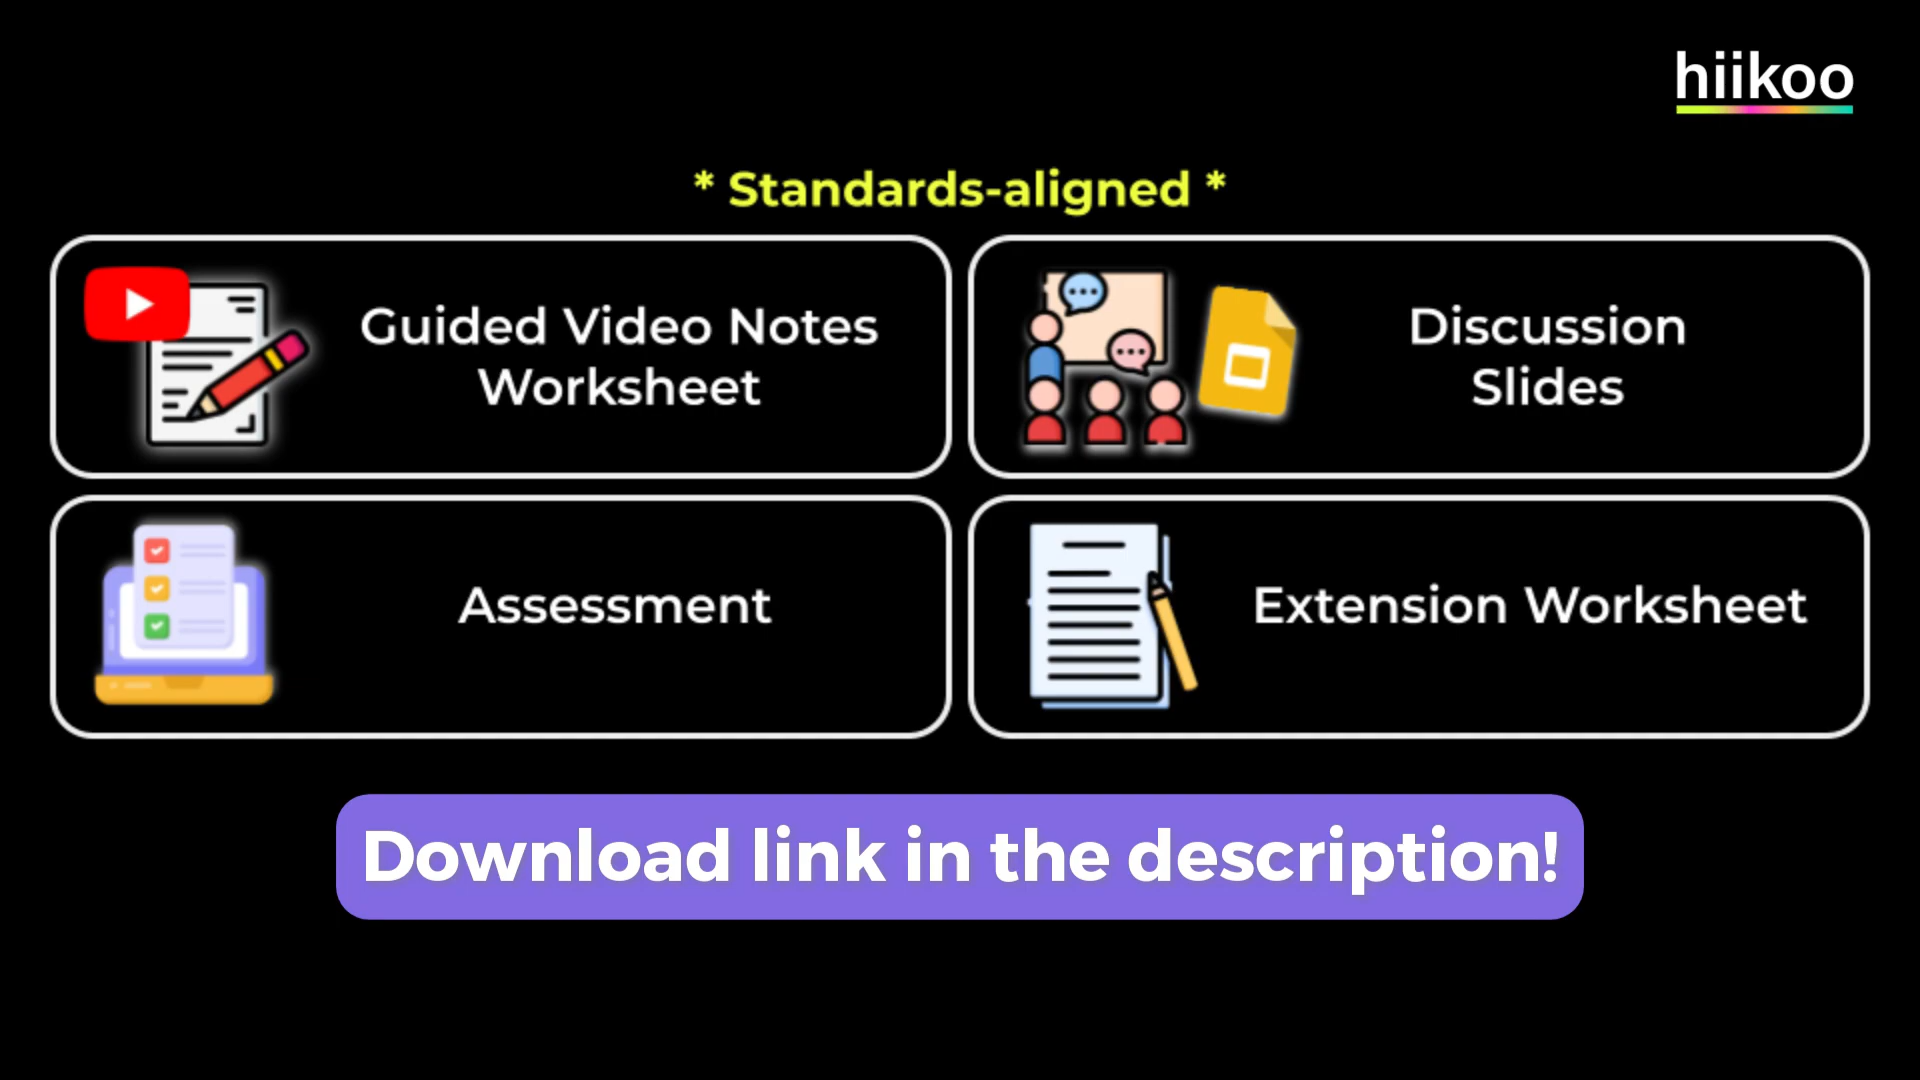 hiikoo
* Standards-aligned *
Guided Video Notes
Worksheet
Discussion
Slides
Assessment
Extension Worksheet
Download link in the description!